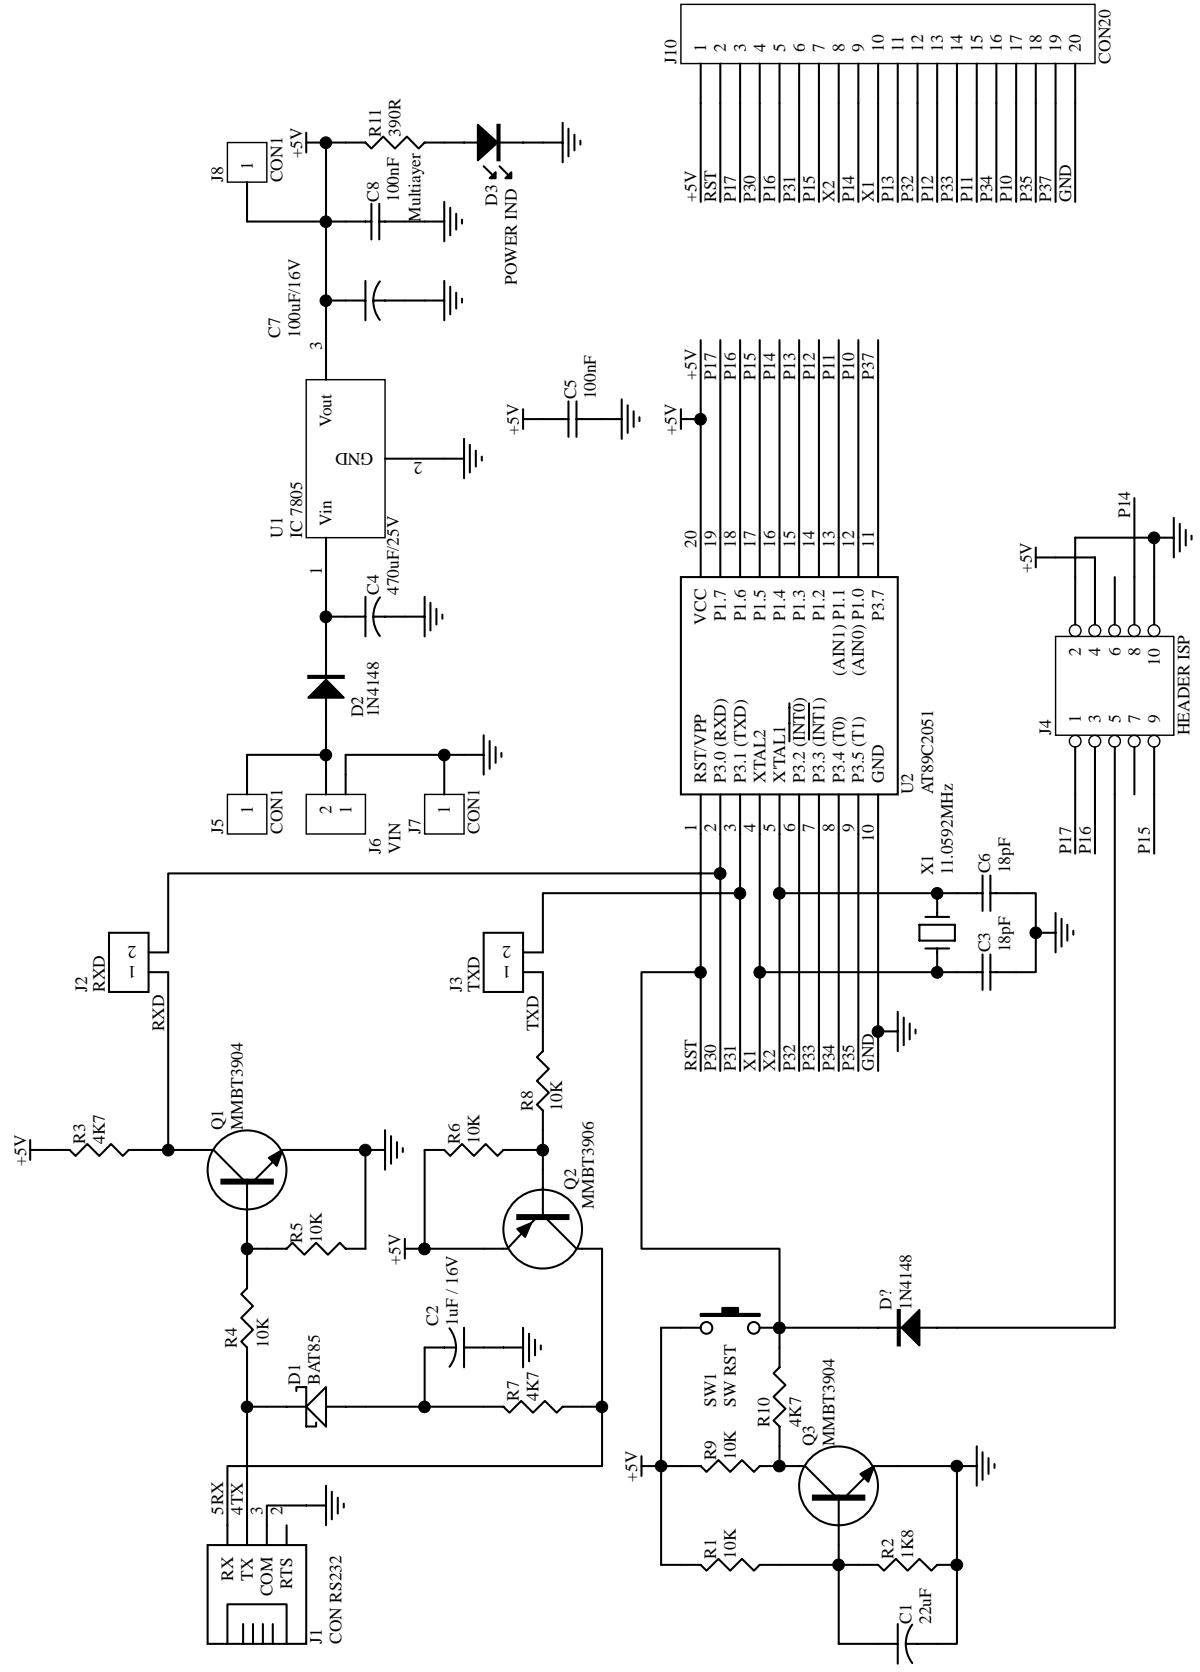 J1
CON RS232
RX
TX
COM
RTS
5RX
4TX
3
2
D1
BAT85
R4
10K
R5
10K
Q1
MMBT3904
+5V
R3
4K7
J2
RXD
RXD
1
2
C2
1uF / 16V
R7
4K7
+5V
R6
10K
Q2
MMBT3906
R8
10K
TXD
J3
TXD
1
2
J5
1
CON1
J6
VIN
2
1
J7
1
CON1
D2
1N4148
C4
470uF/25V
U1
IC 7805
Vin
Vout
GND
1
2
3
C7
100uF/16V
C8
100nF
Multiayer
J8
1
CON1
+5V
R11
390R
D3
POWER IND
+5V
C5
100nF
+5V
R1
10K
R2
1K8
C1
22uF
R9
10K
R10
4K7
Q3
MMBT3904
SW1
SW RST
D?
1N4148
RST
P30
P31
X1
X2
P32
P33
P34
P35
GND
1
2
3
4
5
6
7
8
9
10
RST/VPP
P3.0 (RXD)
P3.1 (TXD)
XTAL2
XTAL1
P3.2 (INT0)
P3.3 (INT1)
P3.4 (T0)
P3.5 (T1)
GND
U2
AT89C2051
VCC
P1.7
P1.6
P1.5
P1.4
P1.3
P1.2
(AIN1) P1.1
(AIN0) P1.0
P3.7
20
19
18
17
16
15
14
13
12
11
+5V
+5V
P17
P16
P15
P14
P13
P12
P11
P10
P37
X1
11.0592MHz
C3
18pF
C6
18pF
J4
HEADER ISP
1
3
5
7
9
2
4
6
8
10
P17
P16
P15
+5V
P14
J10
CON20
1
2
3
4
5
6
7
8
9
10
11
12
13
14
15
16
17
18
19
20
+5V
RST
P17
P30
P16
P31
P15
X2
P14
X1
P13
P32
P12
P33
P11
P34
P10
P35
P37
GND